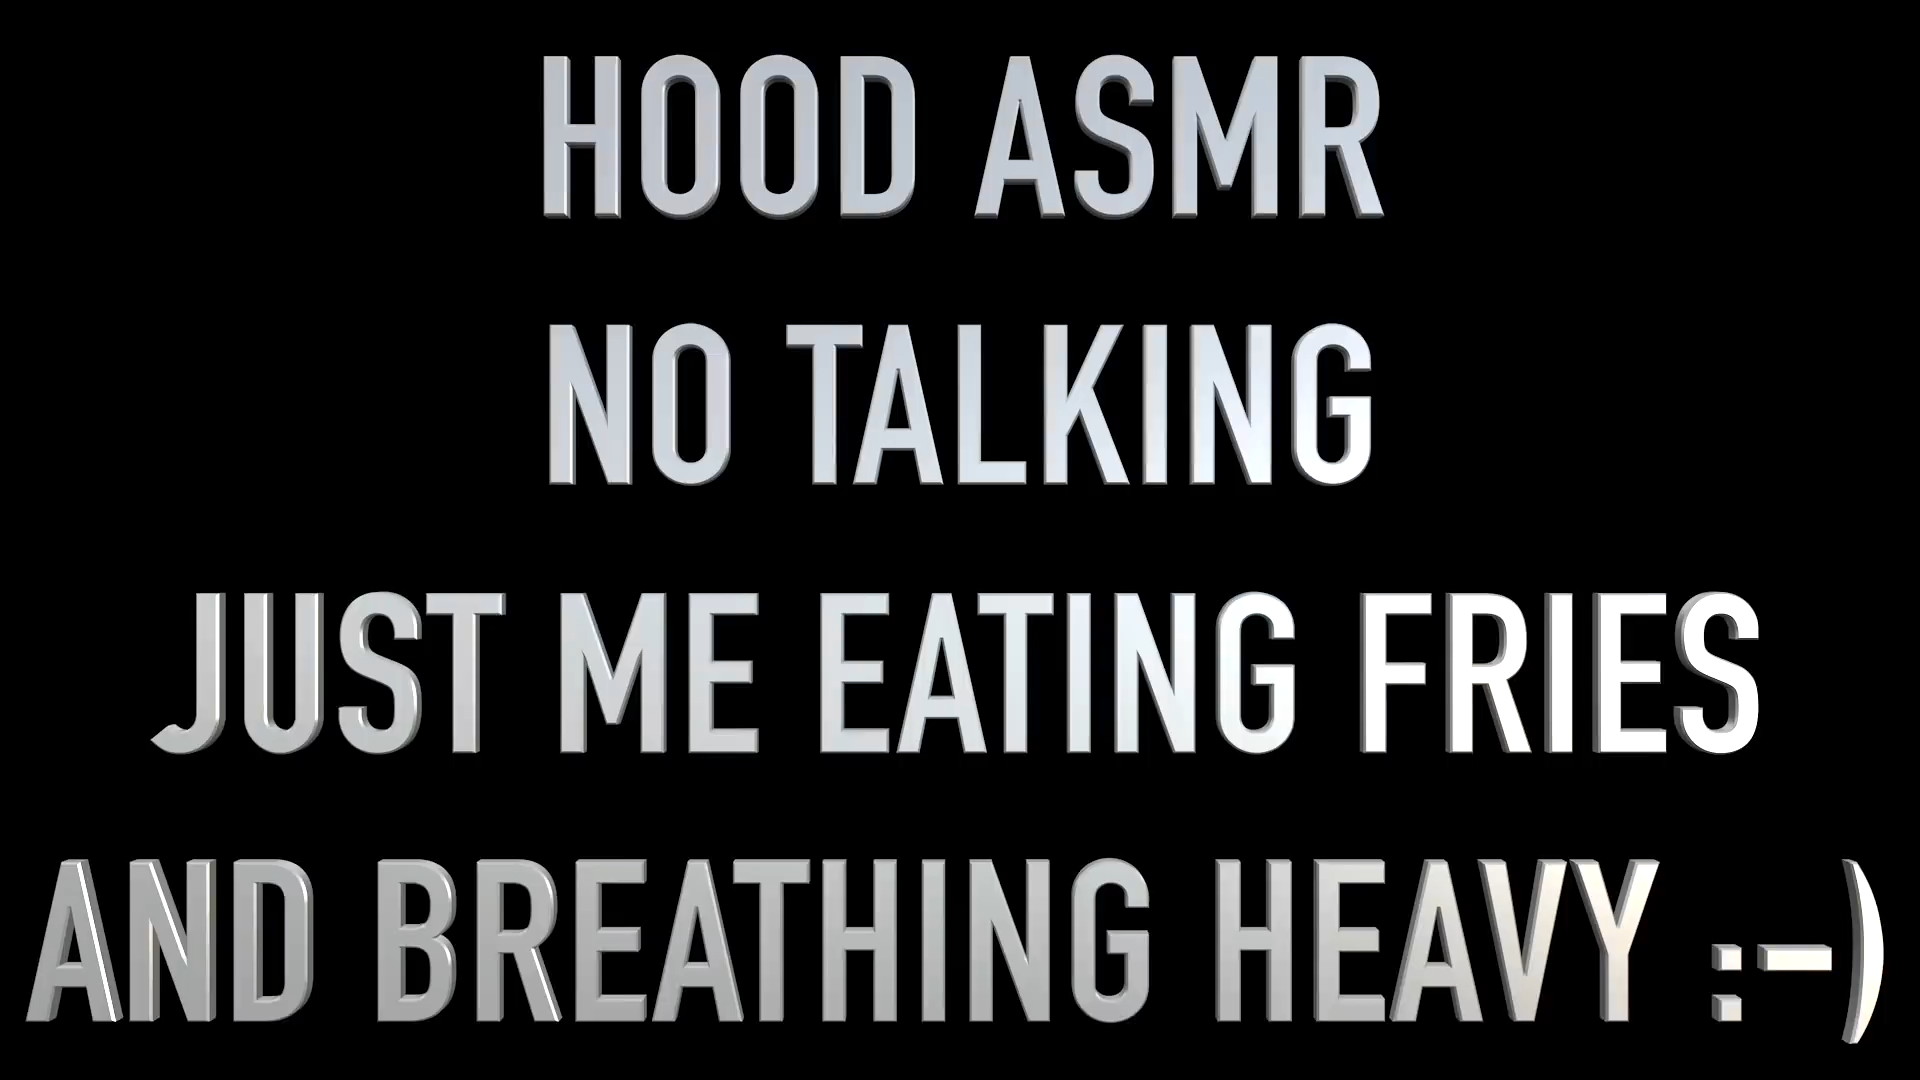 HOOD ASMR
NO TALKING
JUST ME EATING FRIES
AND BREATHING HEAVY :-)